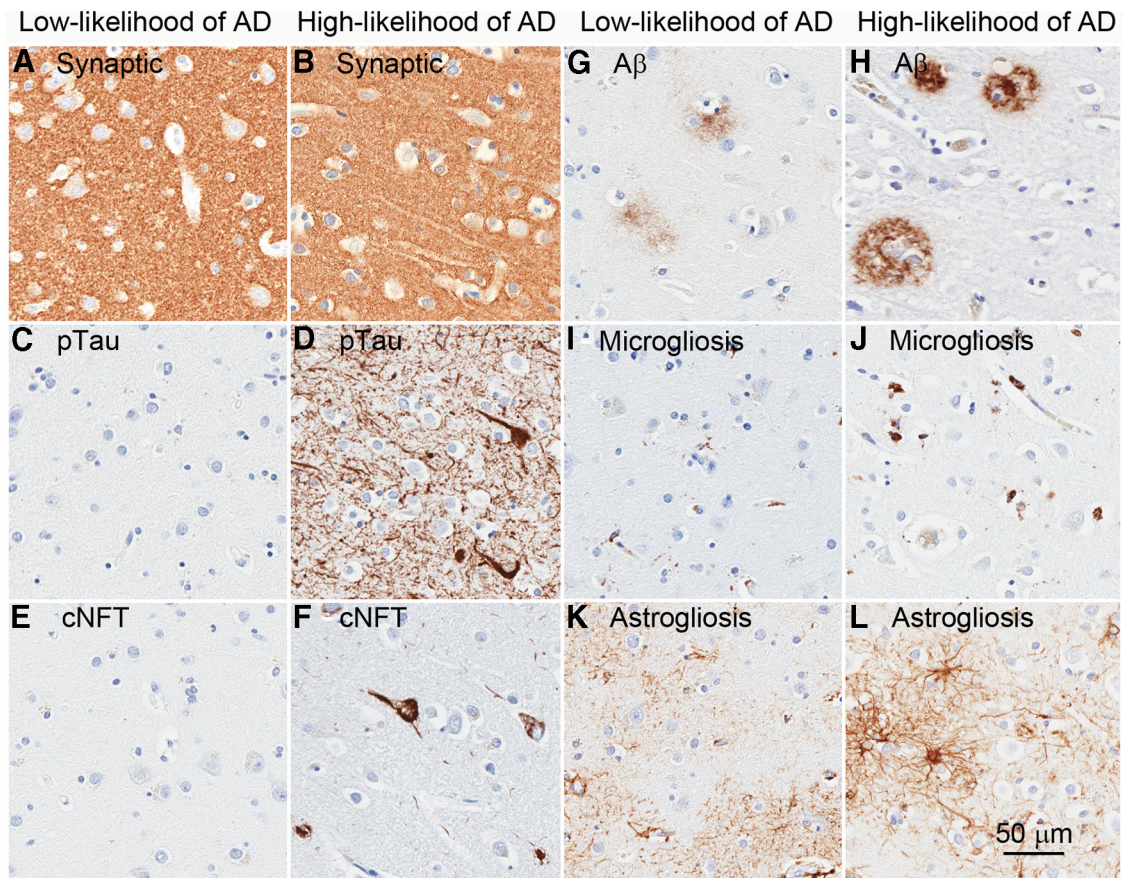 Low-likelihood of AD High-likelihood of AD Low-likelihood of AD High-likelihood of AD
A Synaptic B Synaptic G Aβ H Aβ
C pTau D pTau I Microgliosis J Microgliosis
E cNFT F cNFT K Astrogliosis L Astrogliosis
50 μm